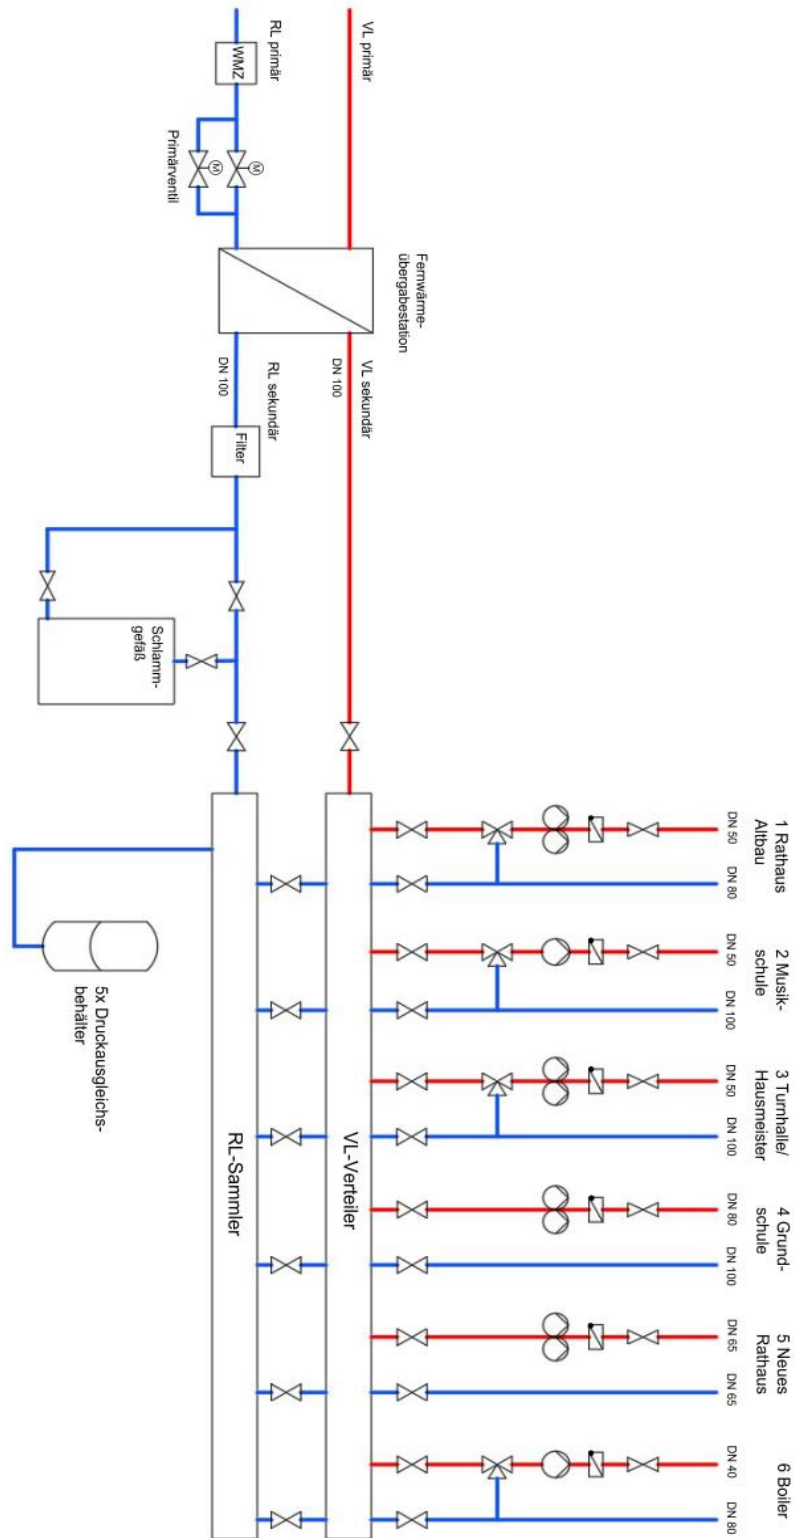 1 Rathaus
Altbau
2 Musik-
schule
3 Turnhalle/
Hausmeister
4 Grund-
schule
5 Neues
Rathaus
6 Boiler
DN 50
DN 80
DN 50
DN 100
DN 50
DN 100
DN 80
DN 100
DN 65
DN 65
DN 40
DN 80
Fernwärme-
übergabestation
VL primär
VL sekundär
DN 100
VL-Verteiler
RL primär
WMZ
M
M
Primärventil
RL sekundär
DN 100
Filter
RL-Sammler
Schlamm-
gefäß
5x Druckausgleichs-
behälter